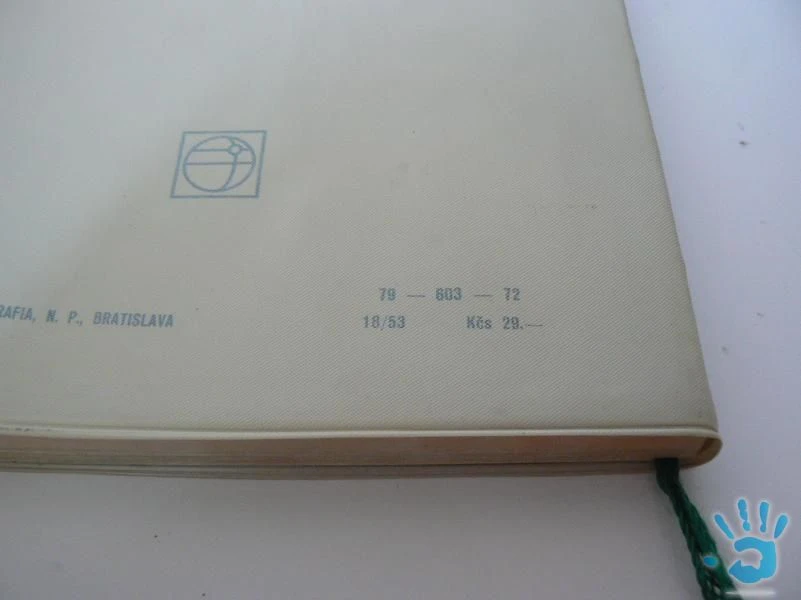 79 — 603 — 72
RAFIA, N. P., BRATISLAVA
18/53 Kčs 29.—